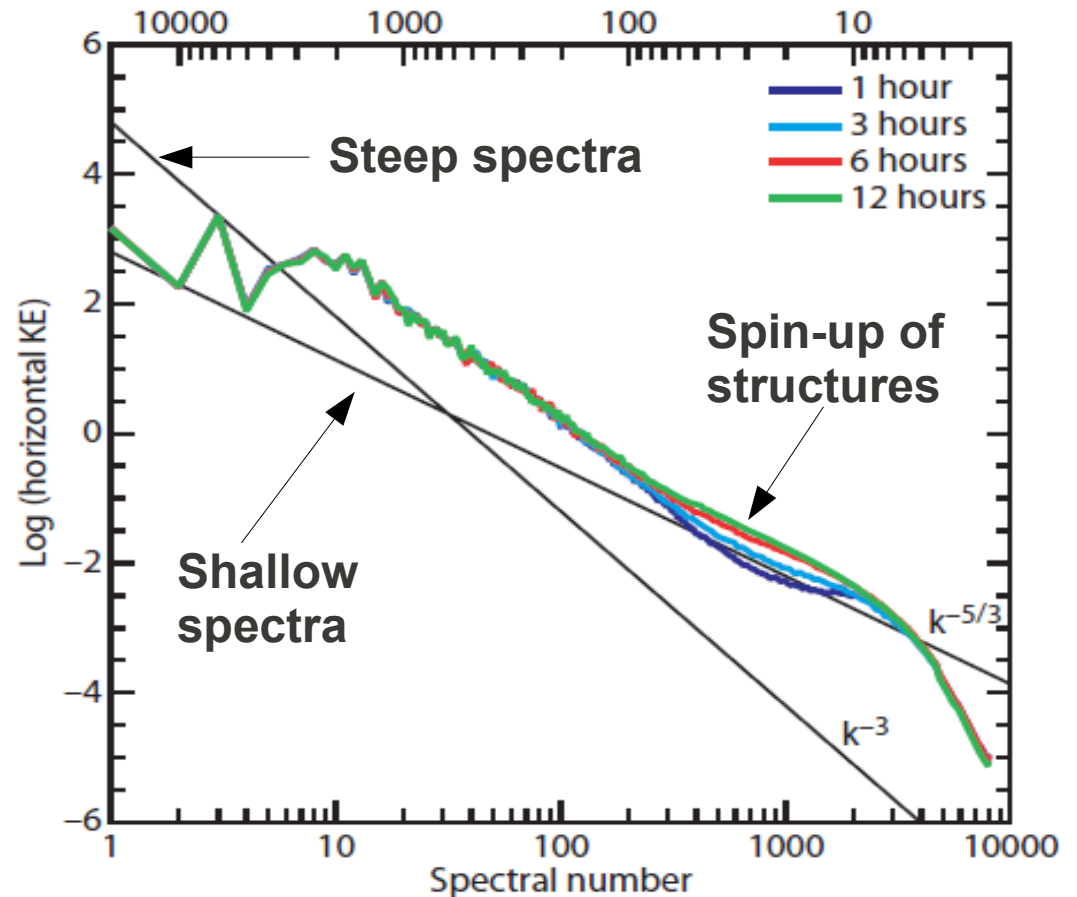 10000 1000 100 10
6
1 hour
3 hours
6 hours
12 hours
Steep spectra
4
2
Spin-up of
structures
0
Log (horizontal KE)
−2
Shallow
spectra
k−5/3
−4
k−3
−6
1 10 100 1000 10000
Spectral number